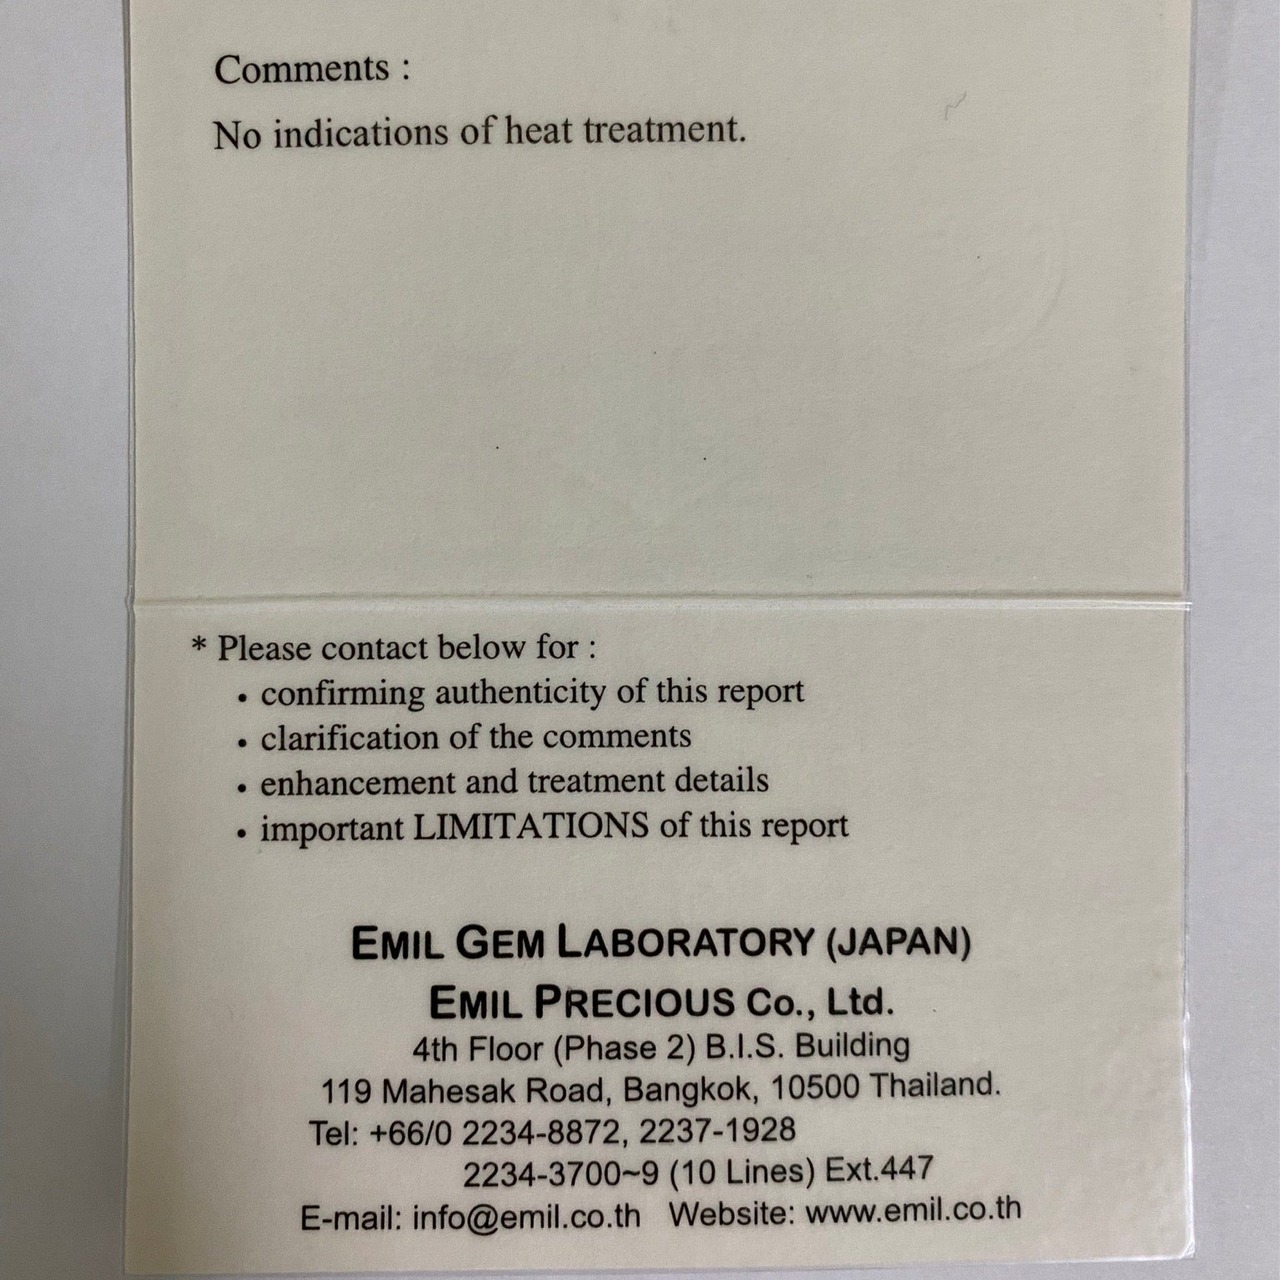 Comments :
No indications of heat treatment.
* Please contact below for :
• confirming authenticity of this report
• clarification of the comments
• enhancement and treatment details
• important LIMITATIONS of this report
EMIL GEM LABORATORY (JAPAN)
EMIL PRECIOUS Co., Ltd.
4th Floor (Phase 2) B.I.S. Building
119 Mahesak Road, Bangkok, 10500 Thailand.
Tel: +66/0 2234-8872, 2237-1928
2234-3700~9 (10 Lines) Ext.447
E-mail: info@emil.co.th Website: www.emil.co.th